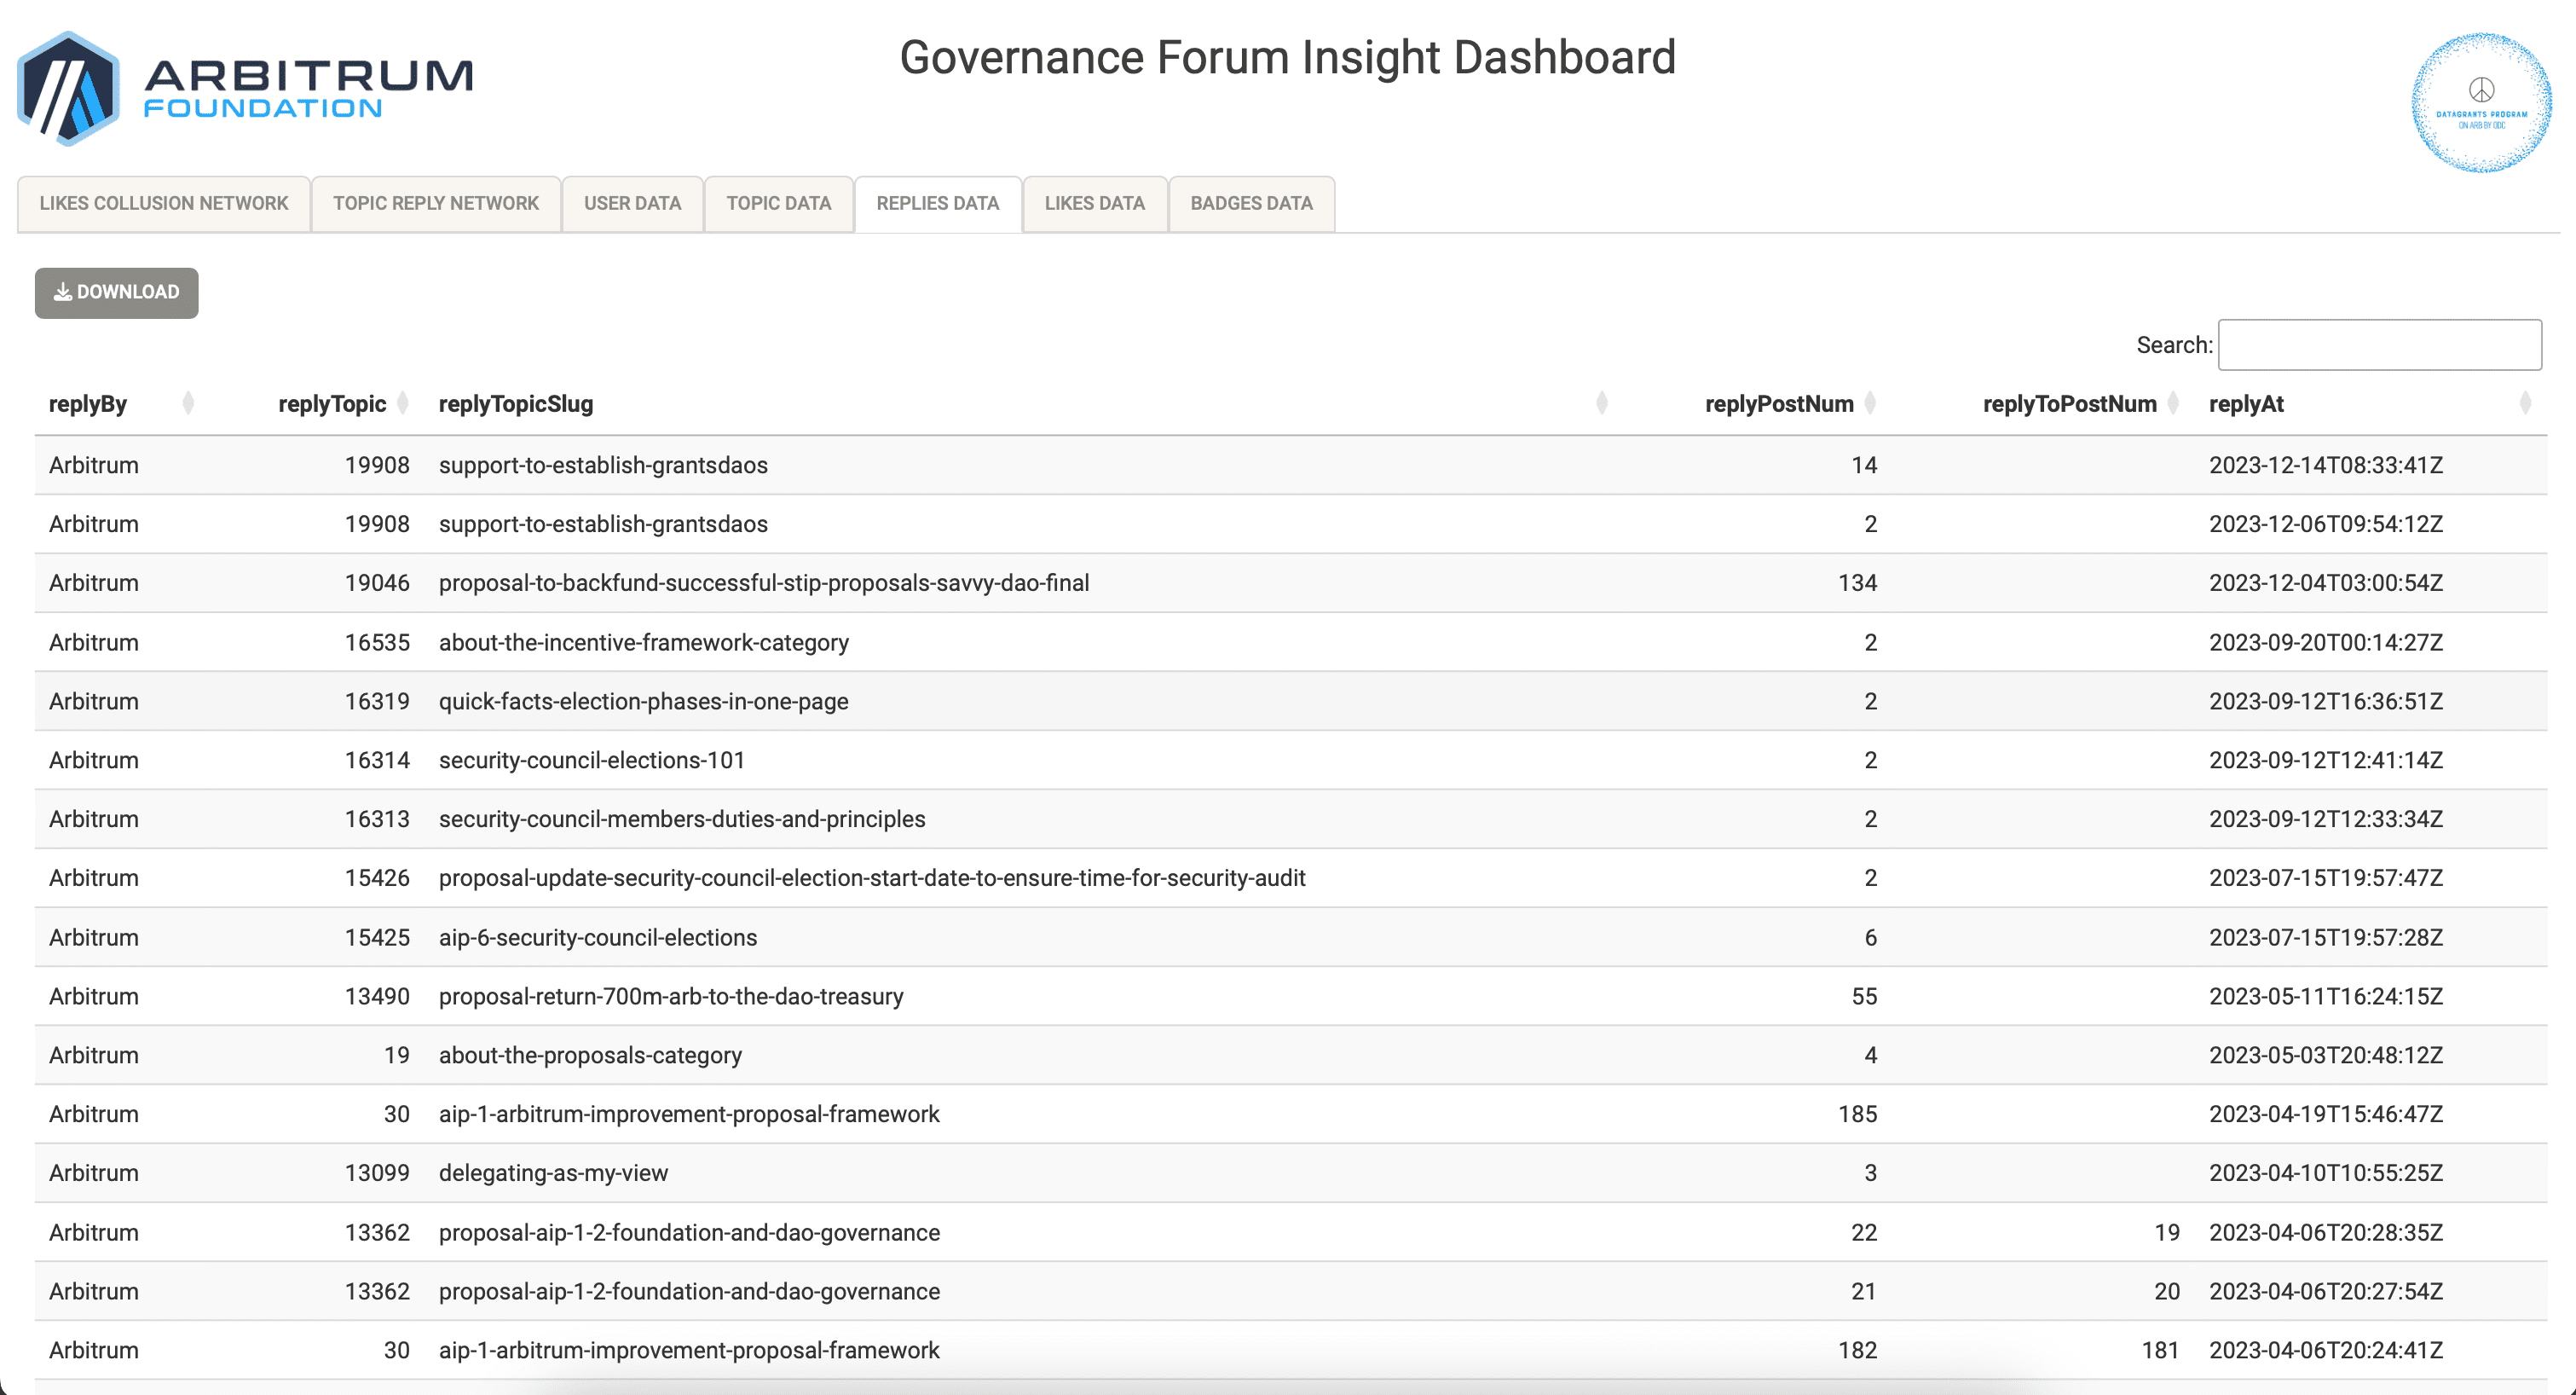 ARBITRUM
FOUNDATION
Governance Forum Insight Dashboard
DATAGRANTS PROGRAM
ON ARB BY ODC
LIKES COLLUSION NETWORK TOPIC REPLY NETWORK USER DATA TOPIC DATA REPLIES DATA LIKES DATA BADGES DATA
DOWNLOAD
Search:
replyBy replyTopic replyTopicSlug replyPostNum replyToPostNum replyAt
Arbitrum 19908 support-to-establish-grantsdaos 14 2023-12-14T08:33:41Z
Arbitrum 19908 support-to-establish-grantsdaos 2 2023-12-06T09:54:12Z
Arbitrum 19046 proposal-to-backfund-successful-stip-proposals-savvy-dao-final 134 2023-12-04T03:00:54Z
Arbitrum 16535 about-the-incentive-framework-category 2 2023-09-20T00:14:27Z
Arbitrum 16319 quick-facts-election-phases-in-one-page 2 2023-09-12T16:36:51Z
Arbitrum 16314 security-council-elections-101 2 2023-09-12T12:41:14Z
Arbitrum 16313 security-council-members-duties-and-principles 2 2023-09-12T12:33:34Z
Arbitrum 15426 proposal-update-security-council-election-start-date-to-ensure-time-for-security-audit 2 2023-07-15T19:57:47Z
Arbitrum 15425 aip-6-security-council-elections 6 2023-07-15T19:57:28Z
Arbitrum 13490 proposal-return-700m-arb-to-the-dao-treasury 55 2023-05-11T16:24:15Z
Arbitrum 19 about-the-proposals-category 4 2023-05-03T20:48:12Z
Arbitrum 30 aip-1-arbitrum-improvement-proposal-framework 185 2023-04-19T15:46:47Z
Arbitrum 13099 delegating-as-my-view 3 2023-04-10T10:55:25Z
Arbitrum 13362 proposal-aip-1-2-foundation-and-dao-governance 22 19 2023-04-06T20:28:35Z
Arbitrum 13362 proposal-aip-1-2-foundation-and-dao-governance 21 20 2023-04-06T20:27:54Z
Arbitrum 30 aip-1-arbitrum-improvement-proposal-framework 182 181 2023-04-06T20:24:41Z